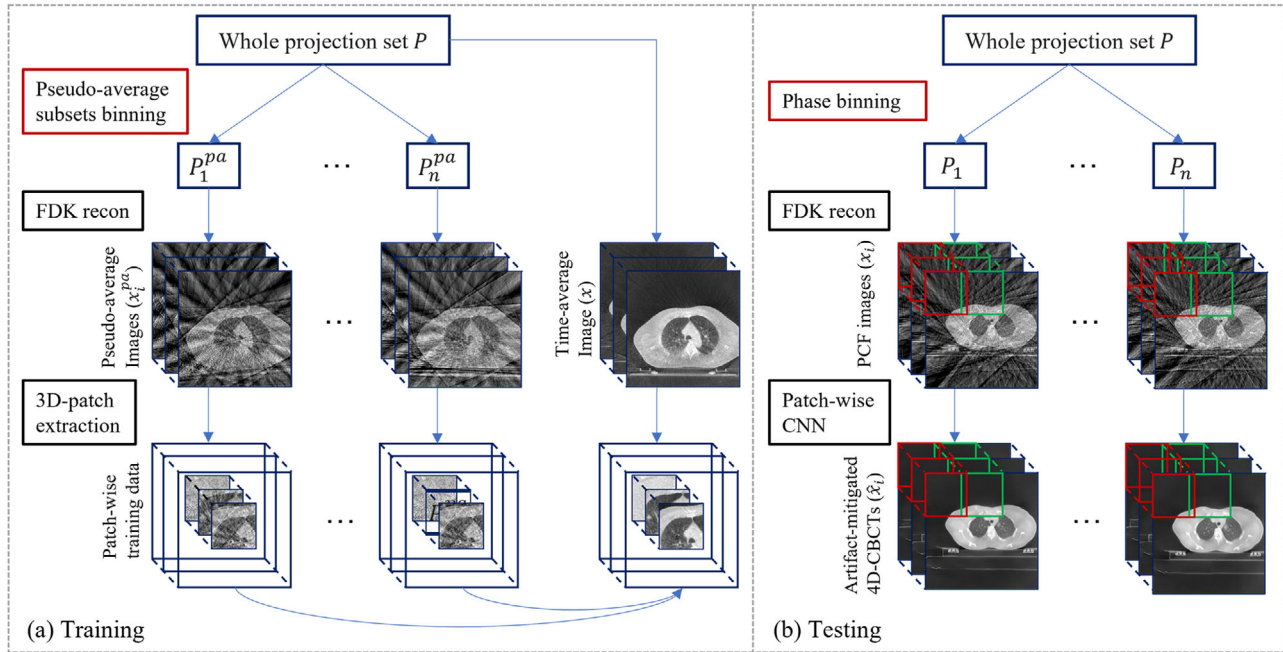 Whole projection set P
Pseudo-average
subsets binning
P_1^{pa}
...
P_n^{pa}
FDK recon
Pseudo-average
Images (x_i^{pa})
...
Time-average
Image (x)
3D-patch
extraction
Patch-wise
training data
...
(a) Training
Whole projection set P
Phase binning
P_1
...
P_n
FDK recon
PCF images (x_i)
...
Patch-wise
CNN
Artifact-mitigated
4D-CBCTs (x̂_i)
...
(b) Testing